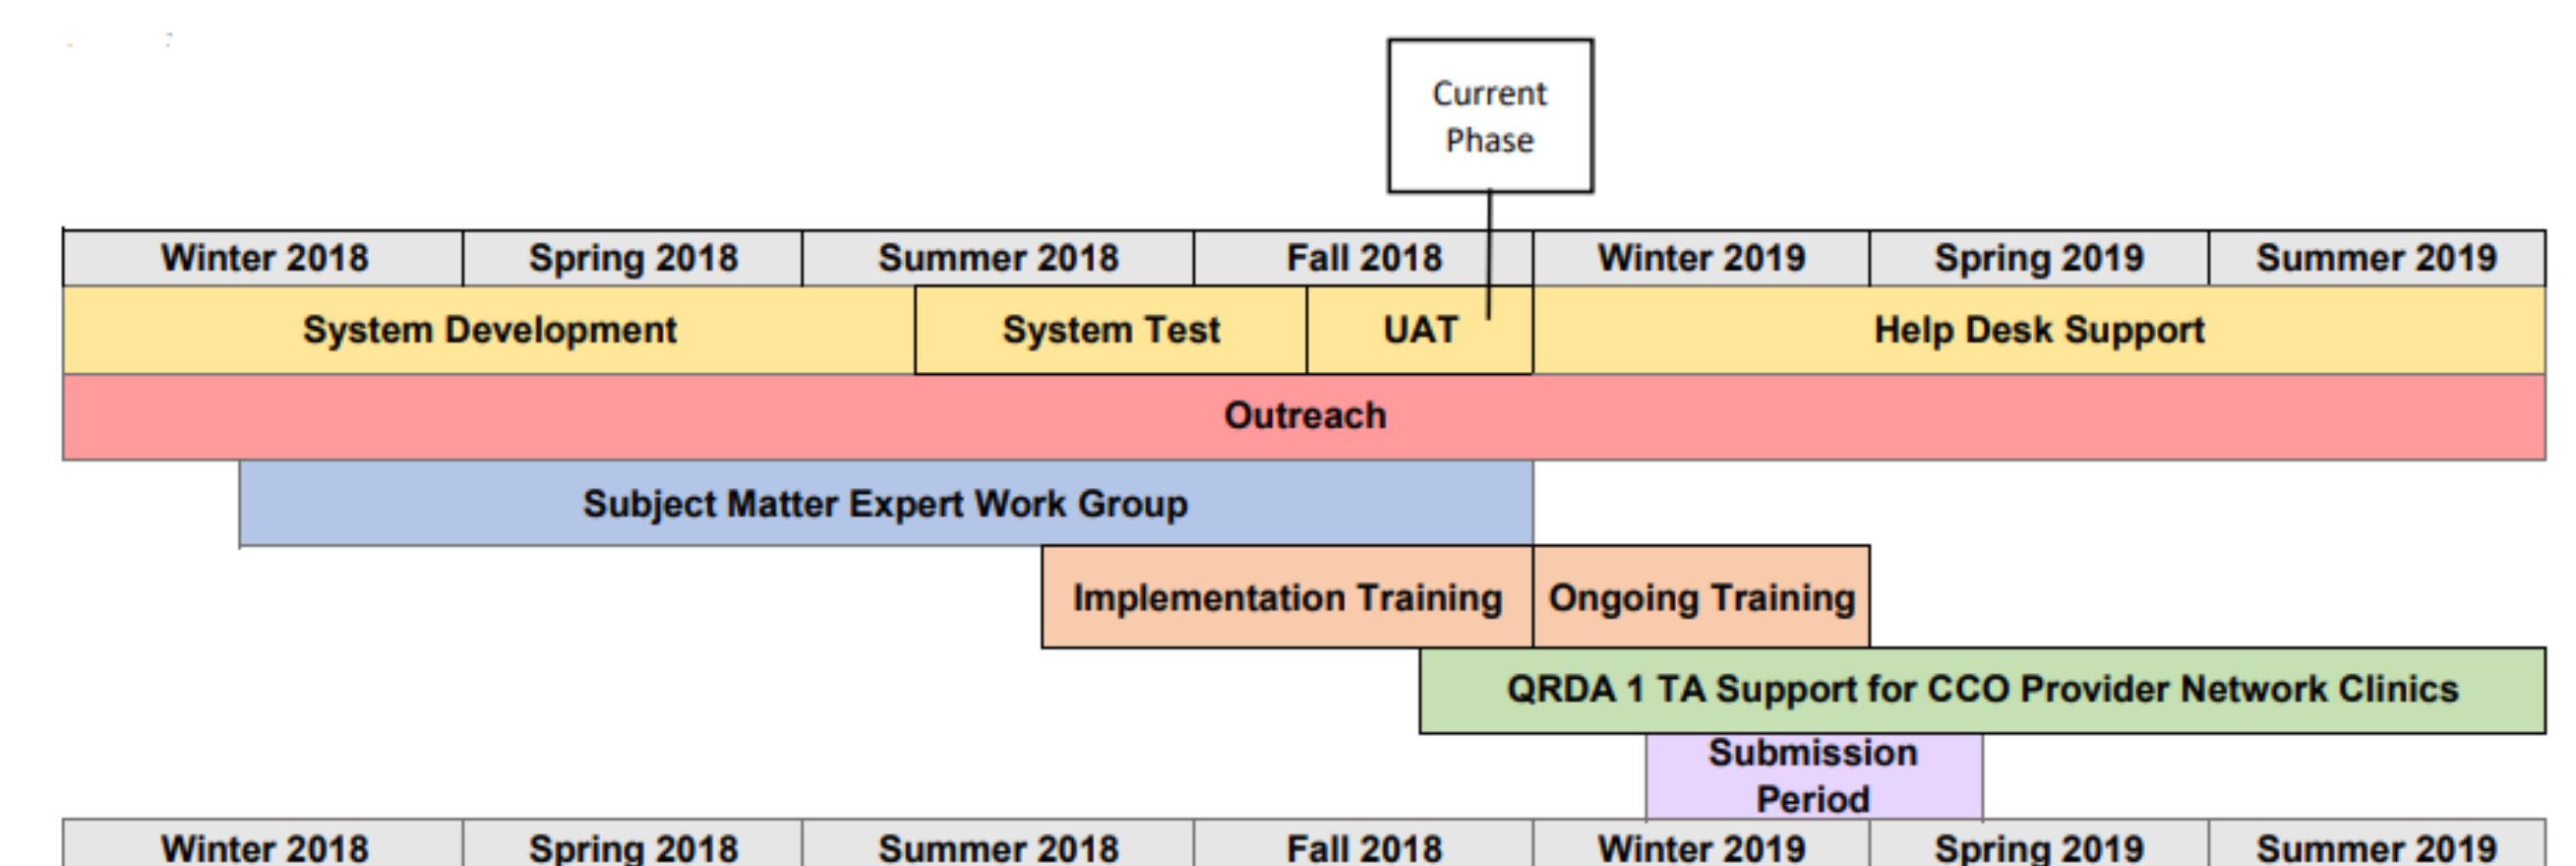 Current
Phase
Winter 2018 Spring 2018 Summer 2018 Fall 2018 Winter 2019 Spring 2019 Summer 2019
System Development System Test UAT Help Desk Support
Outreach
Subject Matter Expert Work Group
Implementation Training Ongoing Training
QRDA 1 TA Support for CCO Provider Network Clinics
Submission
Period
Winter 2018 Spring 2018 Summer 2018 Fall 2018 Winter 2019 Spring 2019 Summer 2019